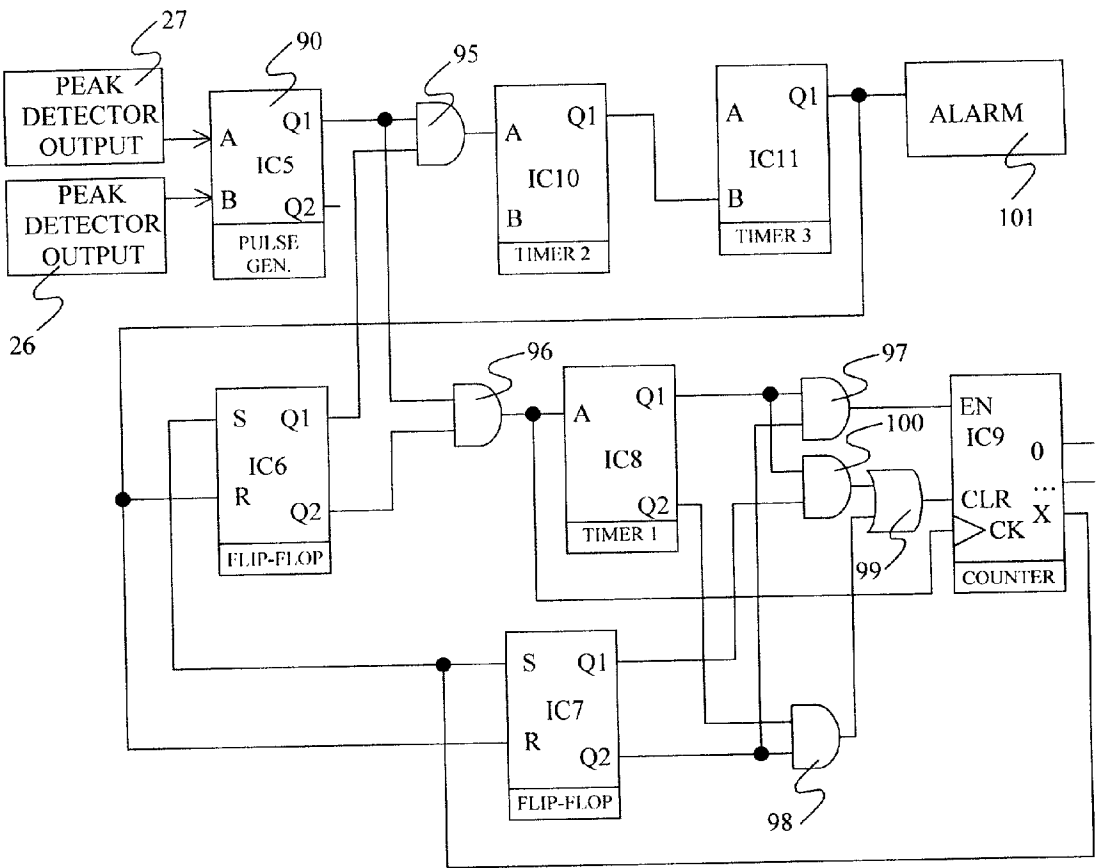 27
PEAK
DETECTOR
OUTPUT
PEAK
DETECTOR
OUTPUT
26
90
A
Q1
IC5
B
Q2
PULSE
GEN.
95
A
Q1
IC10
B
TIMER 2
A
Q1
IC11
B
TIMER 3
ALARM
101
S
Q1
IC6
R
Q2
FLIP-FLOP
96
A
Q1
IC8
Q2
TIMER 1
97
100
99
EN
IC9
0
...
CLR
X
CK
COUNTER
S
Q1
IC7
R
Q2
FLIP-FLOP
98